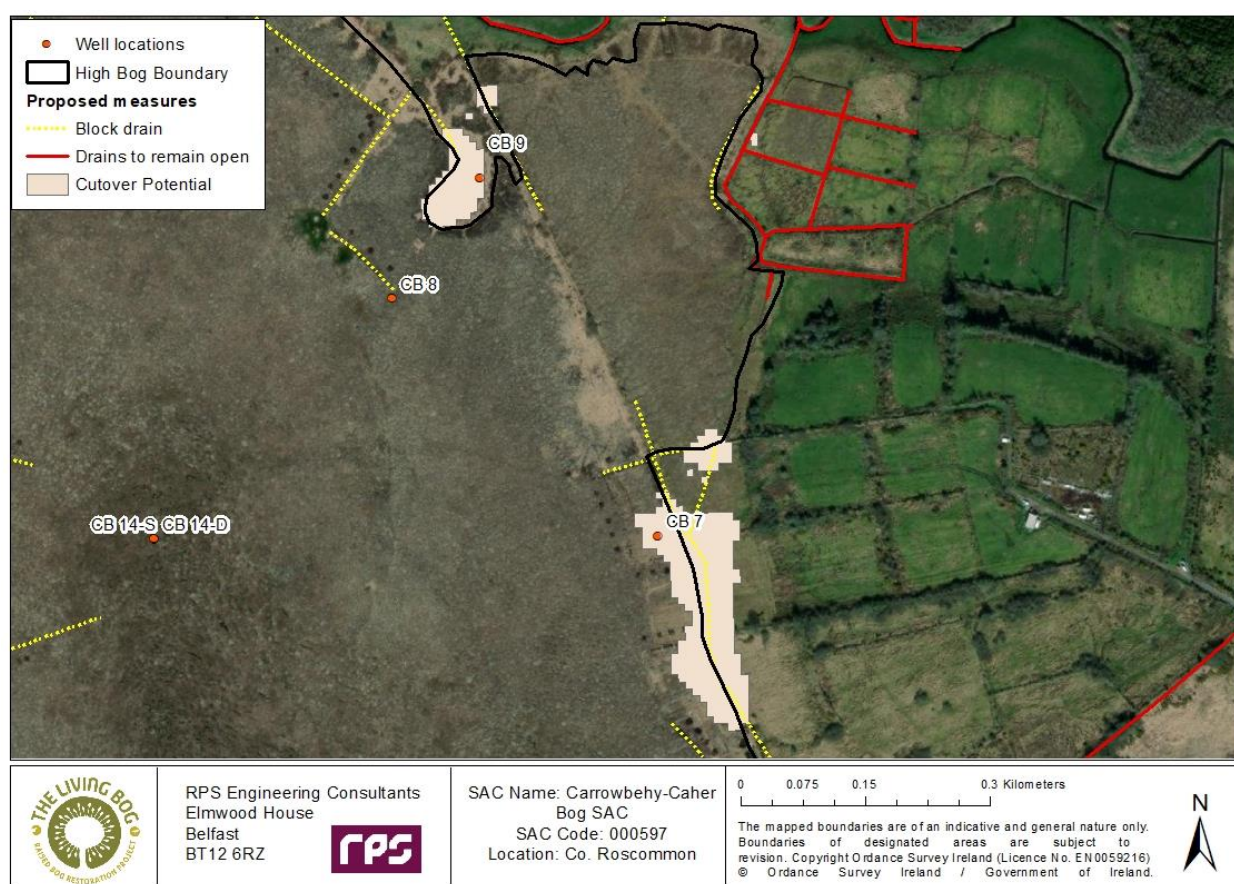 Well locations
High Bog Boundary
Proposed measures
Block drain
Drains to remain open
Cutover Potential
CB 9
CB 8
CB 14-S CB 14-D
CB 7
THE LIVING BOG
RAISED BOG RESTORATION PROJECT
RPS Engineering Consultants
Elmwood House
Belfast
BT12 6RZ
rps
SAC Name: Carrowbehy-Caher
Bog SAC
SAC Code: 000597
Location: Co. Roscommon
0 0.075 0.15 0.3 Kilometers
The mapped boundaries are of an indicative and general nature only.
Boundaries of designated areas are subject to
revision. Copyright Ordance Survey Ireland (Licence No. EN0059216)
© Ordance Survey Ireland / Government of Ireland.
N